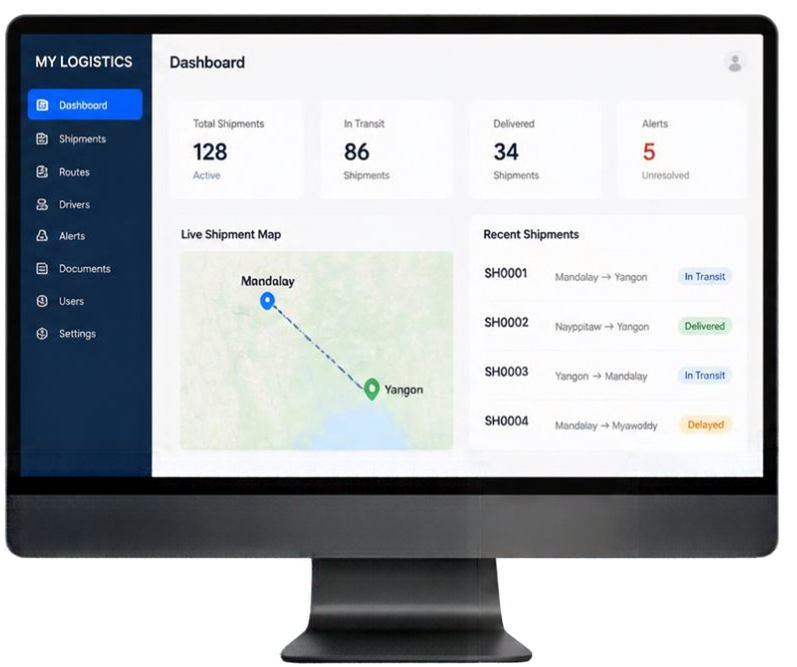 MY LOGISTICS
Dashboard
Shipments
Routes
Drivers
Alerts
Documents
Users
Settings
Dashboard
Total Shipments
128
Active
In Transit
86
Shipments
Delivered
34
Shipments
Alerts
5
Unresolved
Live Shipment Map
Mandalay
Yangon
Recent Shipments
SH0001 Mandalay → Yangon In Transit
SH0002 Nayppitaw → Yangon Delivered
SH0003 Yangon → Mandalay In Transit
SH0004 Mandalay → Myawoddy Delayed